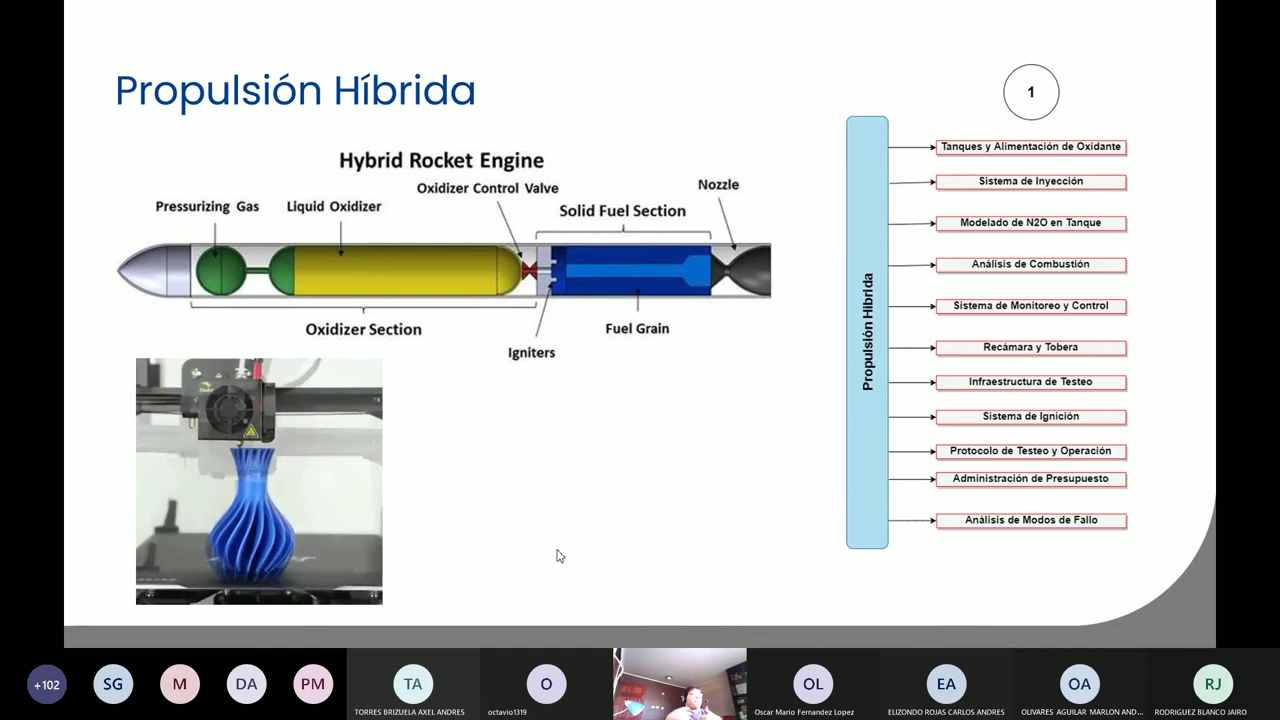 Propulsión Híbrida
1
Hybrid Rocket Engine
Oxidizer Control Valve
Nozzle
Pressurizing Gas
Liquid Oxidizer
Solid Fuel Section
Oxidizer Section
Fuel Grain
Igniters
Propulsión Hibrida
Tanques y Alimentación de Oxidante
Sistema de Inyección
Modelado de N2O en Tanque
Análisis de Combustión
Sistema de Monitoreo y Control
Recámara y Tobera
Infraestructura de Testeo
Sistema de Ignición
Protocolo de Testeo y Operación
Administración de Presupuesto
Análisis de Modos de Fallo
+102
SG
M
DA
PM
TA
TORRES BRIZUELA AXEL ANDRES
O
octavio1319
OL
Oscar Mario Fernandez Lopez
EA
ELIZONDO ROJAS CARLOS ANDRES
OA
OLIVARES AGUILAR MARLON AND ...
RJ
RODRIGUEZ BLANCO JAIRO